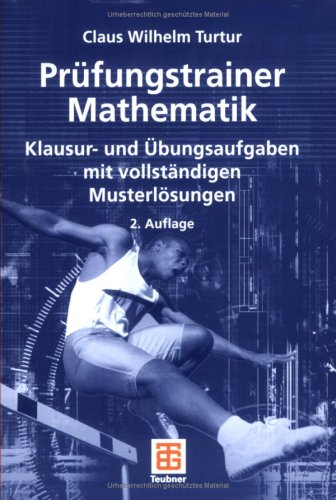 Urheberrechtlich geschütztes Material
Claus Wilhelm Turtur
Prüfungstrainer
Mathematik
Klausur- und Übungsaufgaben
mit vollständigen
Musterlösungen
2. Auflage
Teubner
Urheberrechtlich geschütztes Material